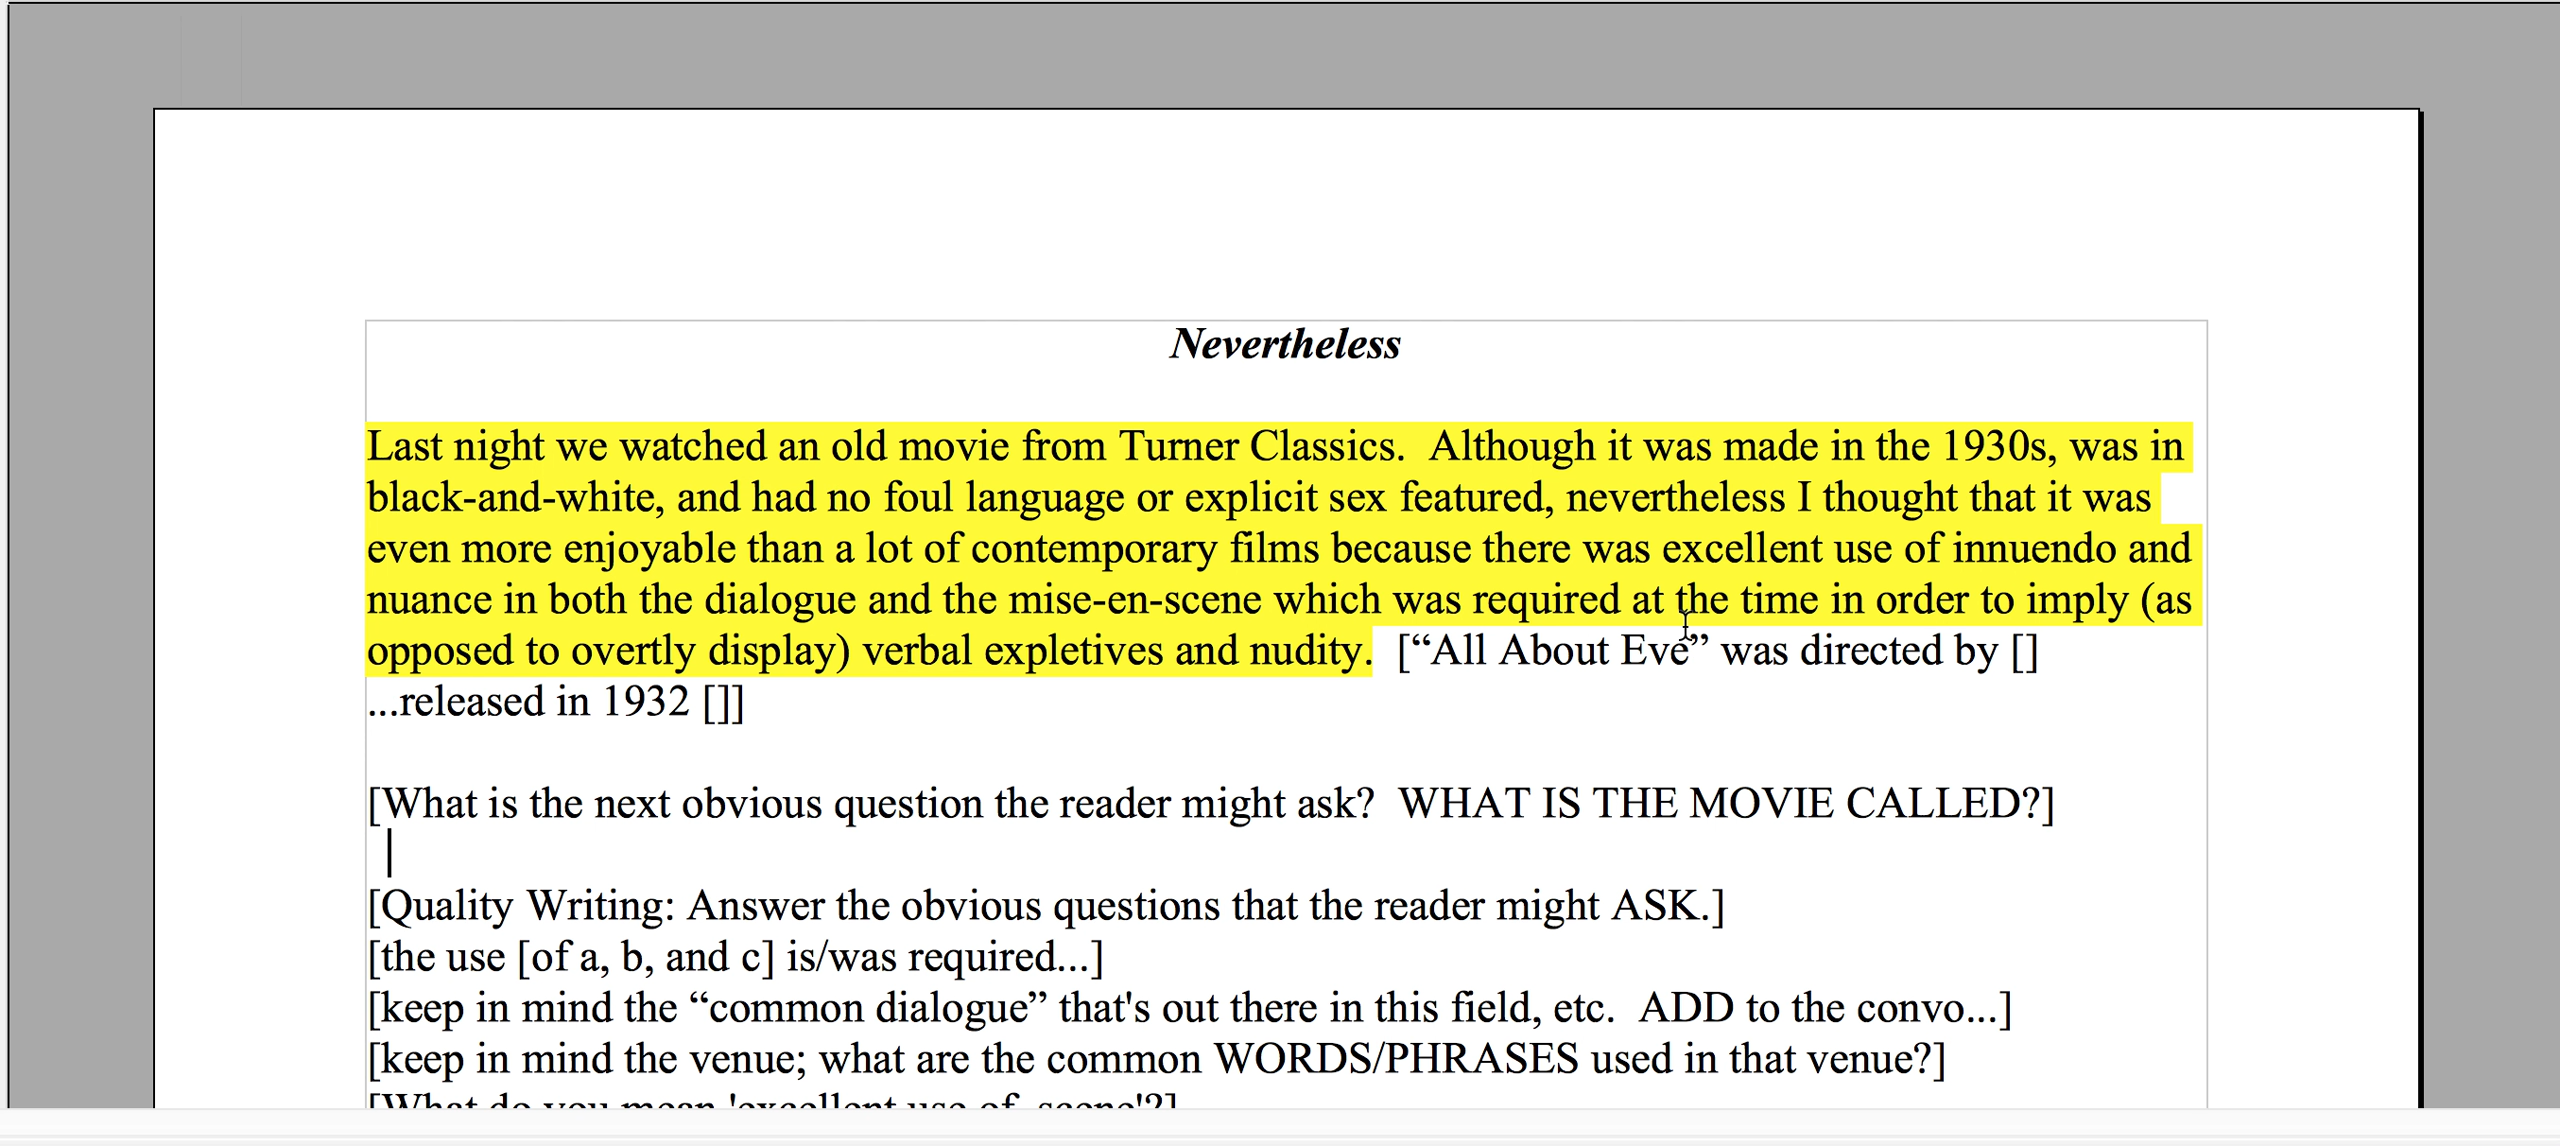 Nevertheless
Last night we watched an old movie from Turner Classics.  Although it was made in the 1930s, was in
black-and-white, and had no foul language or explicit sex featured, nevertheless I thought that it was
even more enjoyable than a lot of contemporary films because there was excellent use of innuendo and
nuance in both the dialogue and the mise-en-scene which was required at the time in order to imply (as
opposed to overtly display) verbal expletives and nudity.  [“All About Eve” was directed by []
...released in 1932 []]
[What is the next obvious question the reader might ask?  WHAT IS THE MOVIE CALLED?]
[Quality Writing: Answer the obvious questions that the reader might ASK.]
[the use [of a, b, and c] is/was required...]
[keep in mind the “common dialogue” that's out there in this field, etc.  ADD to the convo...]
[keep in mind the venue; what are the common WORDS/PHRASES used in that venue?]
[What do you mean 'excellent use of  scene'?]